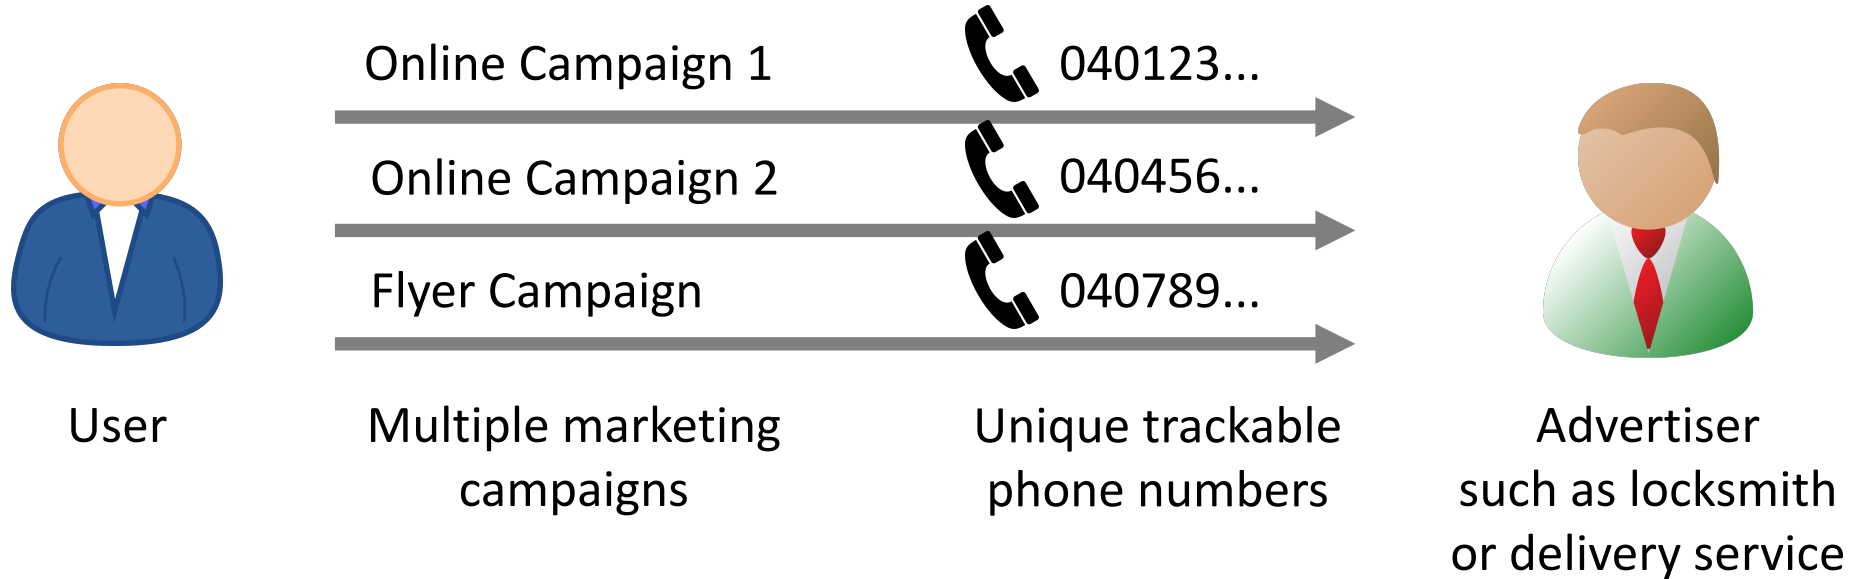 Online Campaign 1
040123...
Online Campaign 2
040456...
Flyer Campaign
040789...
User
Multiple marketing
campaigns
Unique trackable
phone numbers
Advertiser
such as locksmith
or delivery service